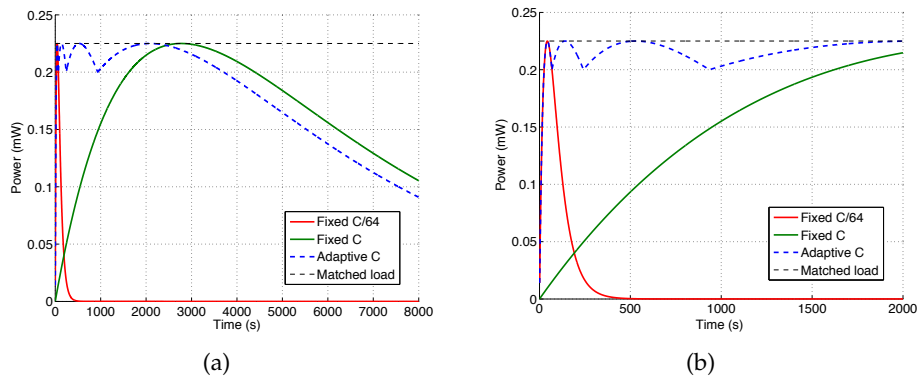 0.25
0.2
0.15
0.1
0.05
0
Power (mW)
0 1000 2000 3000 4000 5000 6000 7000 8000
Time (s)
Fixed C/64
Fixed C
Adaptive C
Matched load
(a)
0.25
0.2
0.15
0.1
0.05
0
Power (mW)
0 500 1000 1500 2000
Time (s)
Fixed C/64
Fixed C
Adaptive C
Matched load
(b)